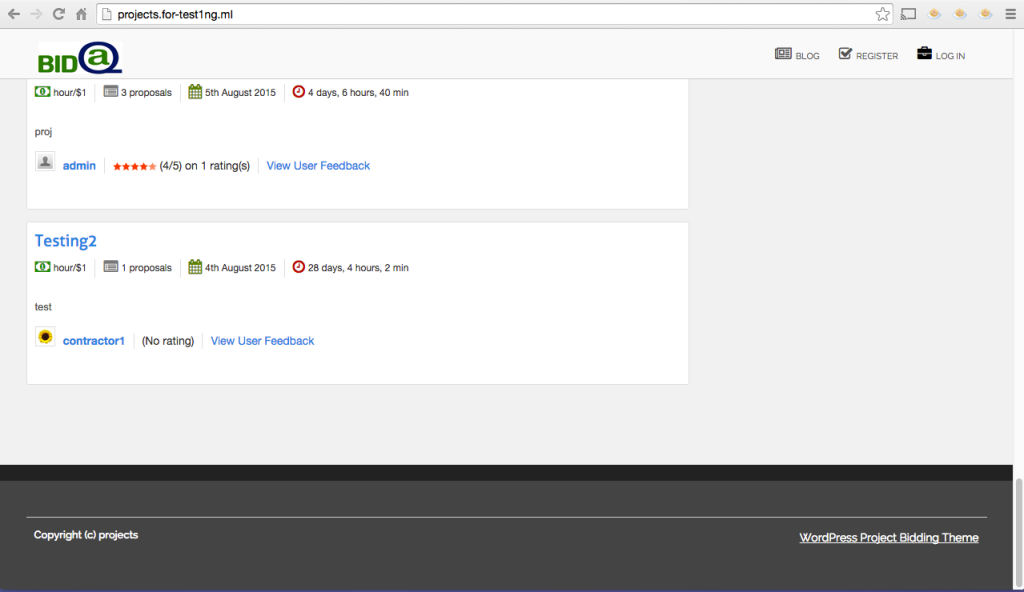 projects.for-test1ng.ml
BID a
BLOG REGISTER LOG IN
hour/$1 3 proposals 5th August 2015 4 days, 6 hours, 40 min
proj
admin (4/5) on 1 rating(s) View User Feedback
Testing2
hour/$1 1 proposals 4th August 2015 28 days, 4 hours, 2 min
test
contractor1 (No rating) View User Feedback
Copyright (c) projects WordPress Project Bidding Theme